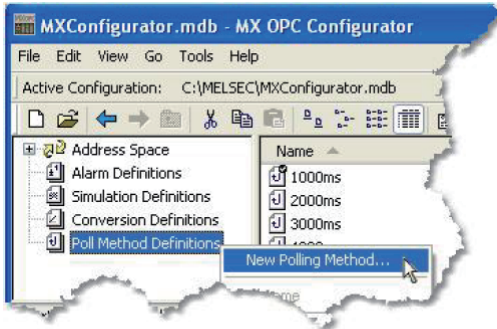 MXConfigurator.mdb - MX OPC Configurator
File Edit View Go Tools Help
Active Configuration: C:\MELSEC\MXConfigurator.mdb
Address Space
Alarm Definitions
Simulation Definitions
Conversion Definitions
Poll Method Definitions
Name
1000ms
2000ms
3000ms
New Polling Method...